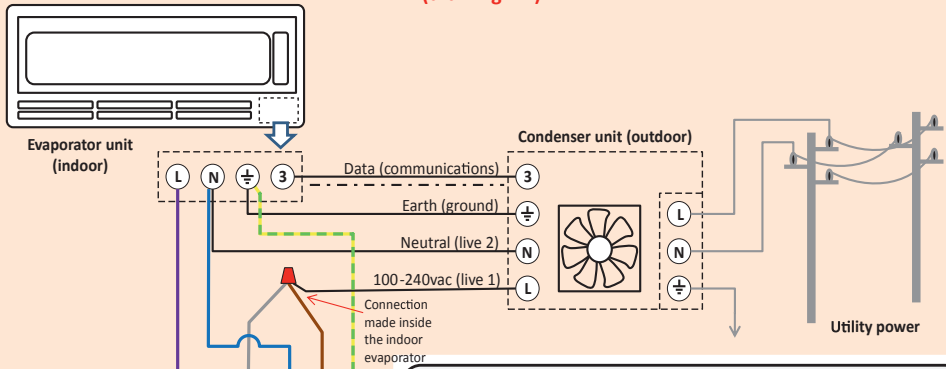 Evaporator unit
(indoor)
L
N
3
Data (communications)
Earth (ground)
Neutral (live 2)
100-240vac (live 1)
Connection
made inside
the indoor
evaporator
Condenser unit (outdoor)
3
N
L
L
N
Utility power